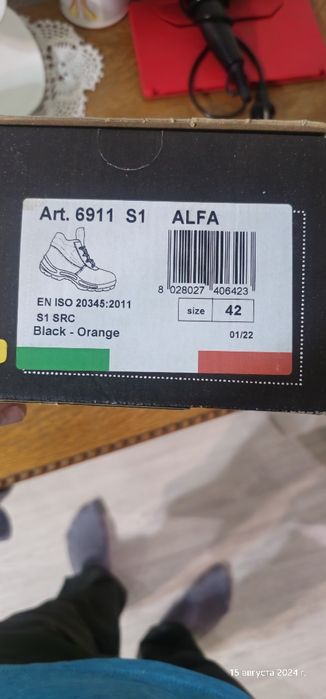 Art. 6911 S1 ALFA
8 028027 406423
EN ISO 20345:2011
S1 SRC
size 42
Black - Orange
01/22
15 августа 2024 г.